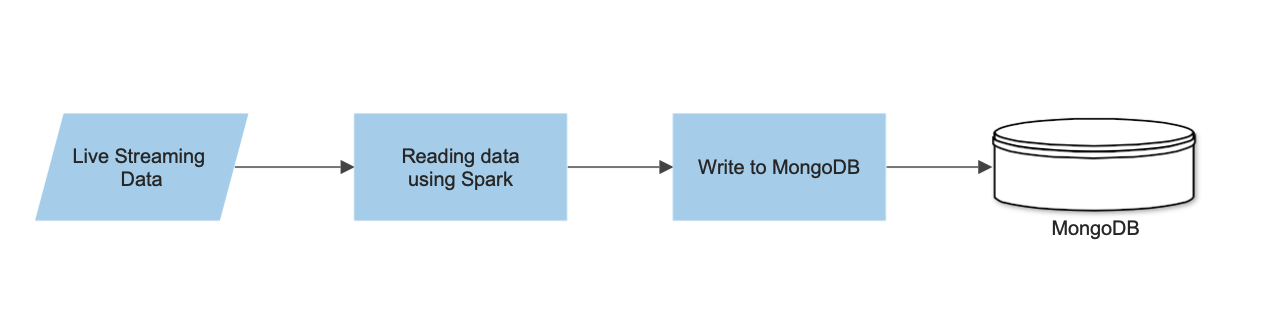 Live Streaming
Data
Reading data
using Spark
Write to MongoDB
MongoDB